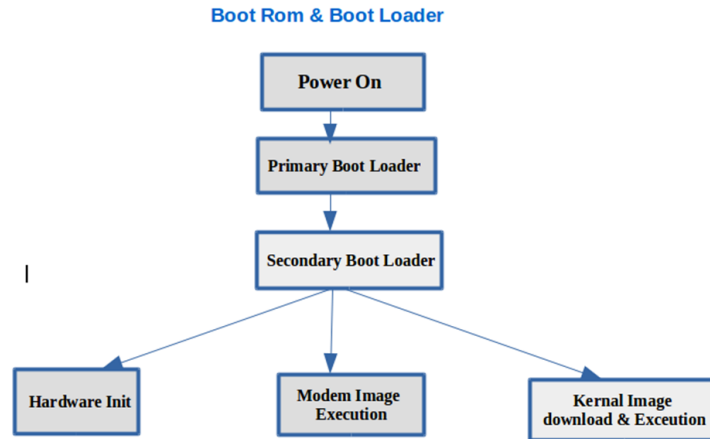 Boot Rom & Boot Loader
Power On
Primary Boot Loader
Secondary Boot Loader
Hardware Init
Modem Image
Execution
Kernal Image
download & Exceution